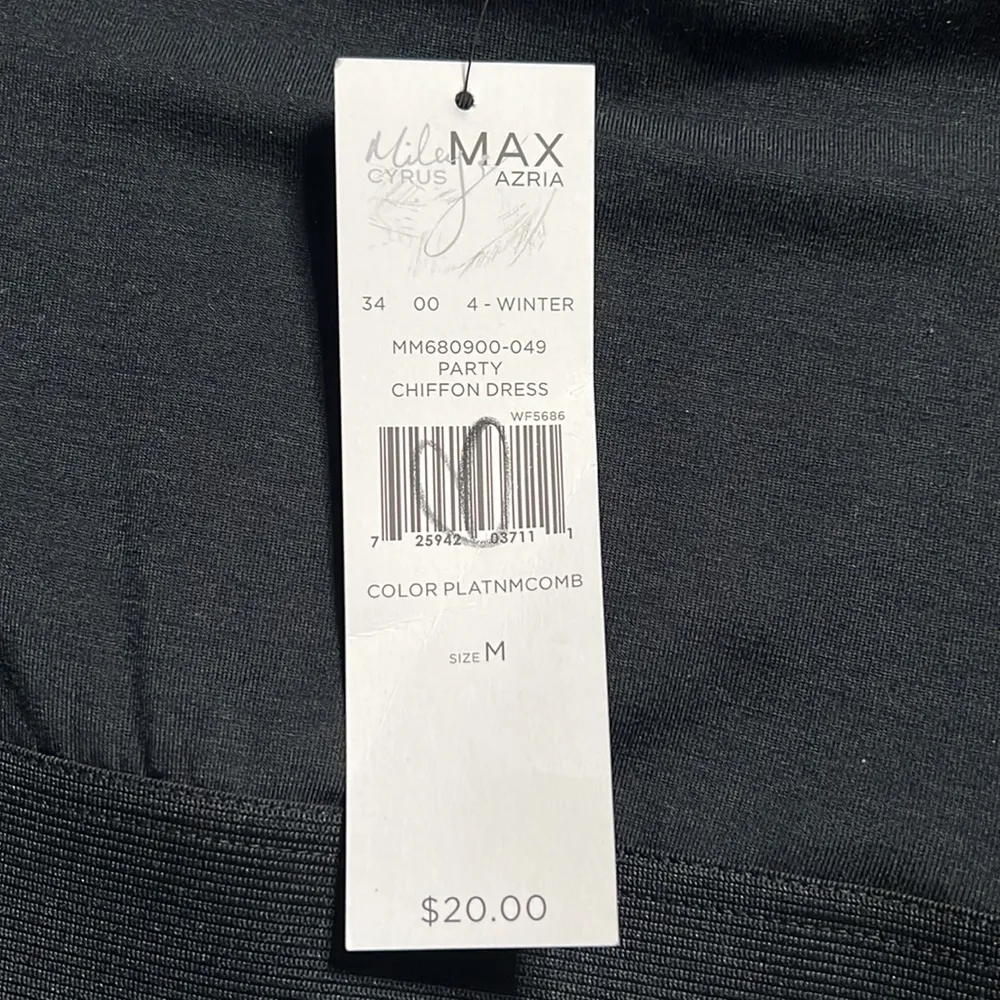 Miley MAX
CYRUS AZRIA
34 00 4 - WINTER
MM680900-049
PARTY
CHIFFON DRESS
WF5686
7 25942 03711 1
COLOR PLATNMCOMB
SIZE M
$20.00